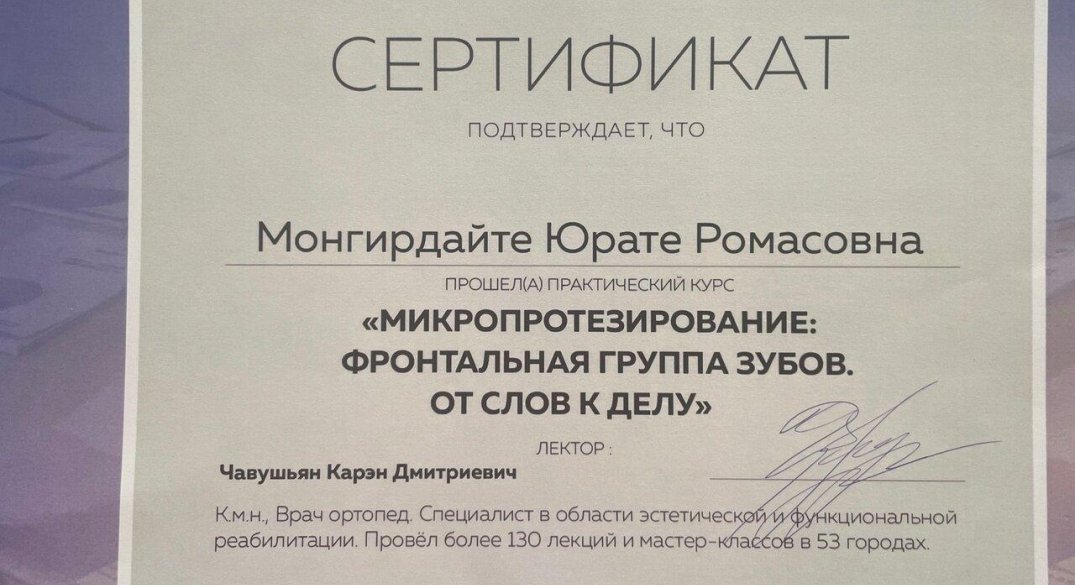 СЕРТИФИКАТ
ПОДТВЕРЖДАЕТ, ЧТО
Монгирдайте Юрате Ромасовна
ПРОШЕЛ(А) ПРАКТИЧЕСКИЙ КУРС
«МИКРОПРОТЕЗИРОВАНИЕ:
ФРОНТАЛЬНАЯ ГРУППА ЗУБОВ.
ОТ СЛОВ К ДЕЛУ»
ЛЕКТОР :
Чавушьян Карэн Дмитриевич
К.м.н., Врач ортопед. Специалист в области эстетической и функциональной
реабилитации. Провёл более 130 лекций и мастер-классов в 53 городах.